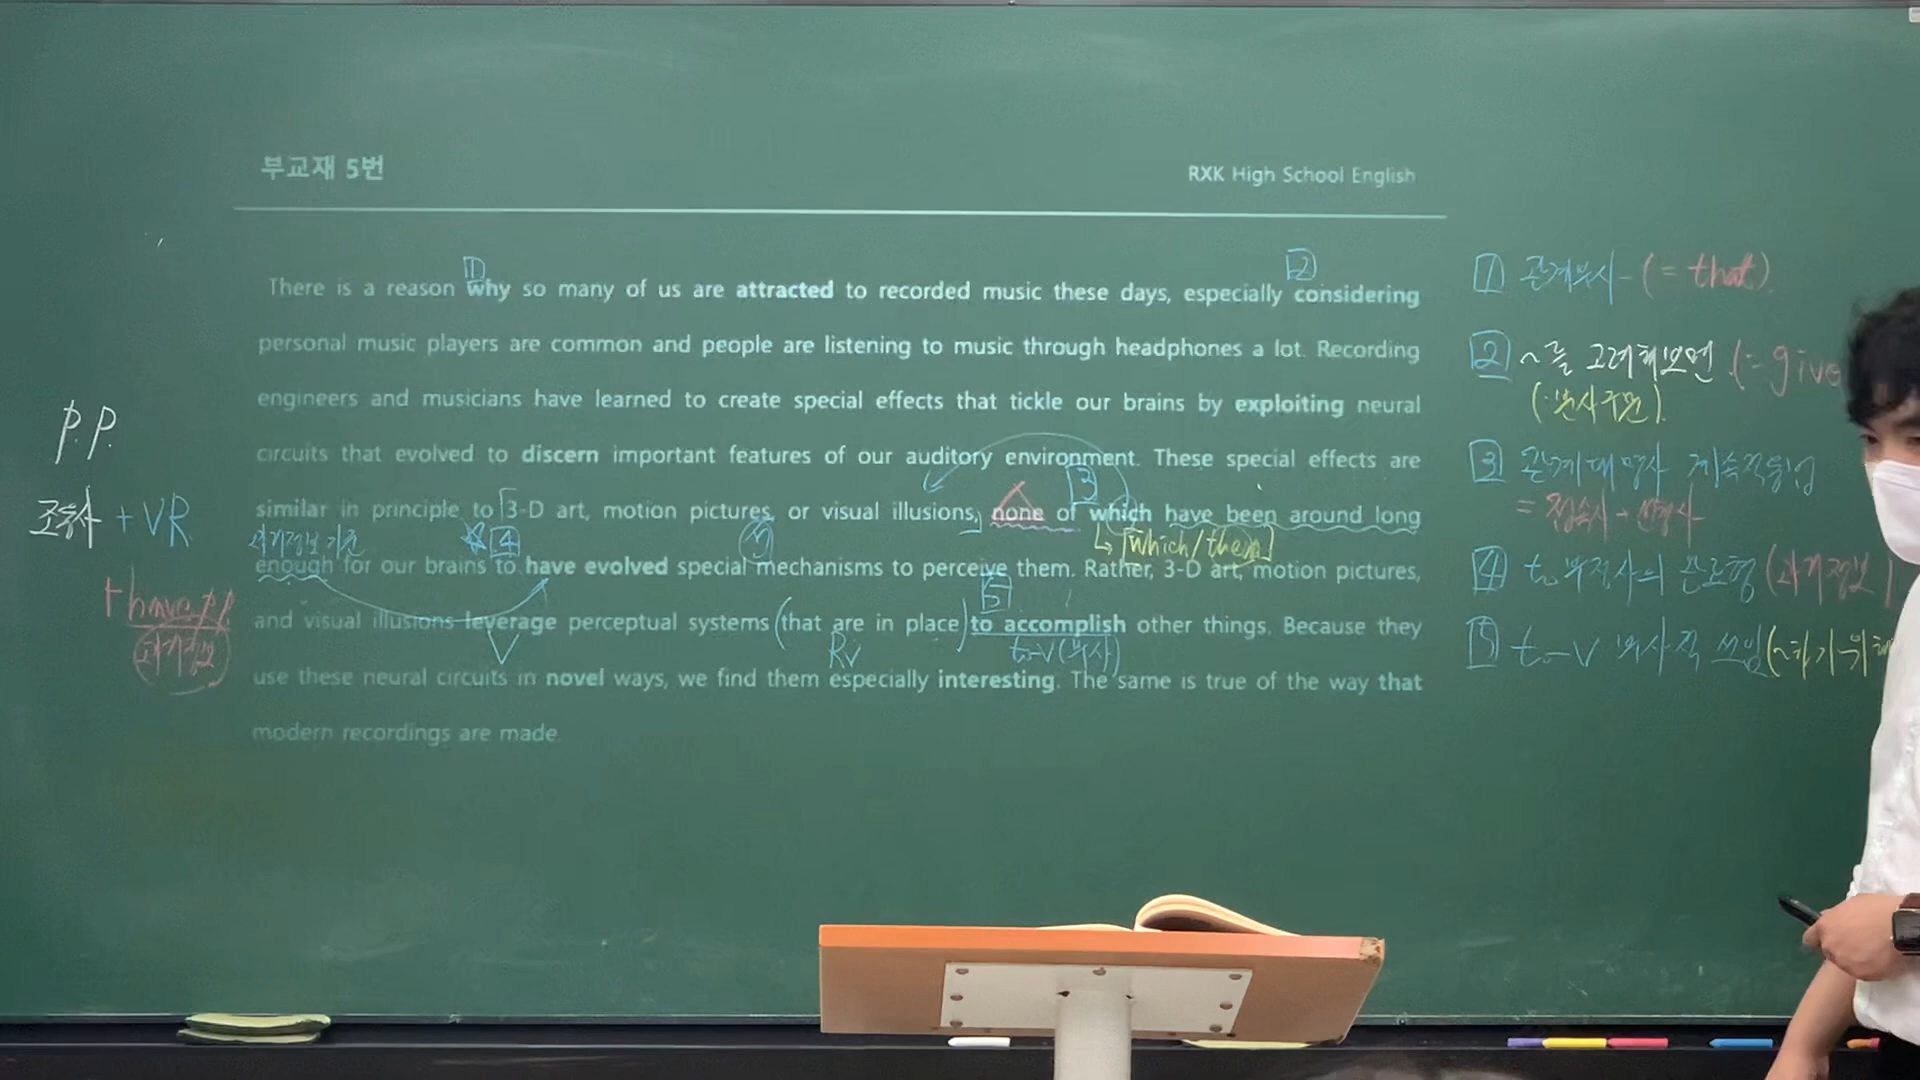 부교재 5번
RXK High School English
There is a reason why so many of us are attracted to recorded music these days, especially considering
personal music players are common and people are listening to music through headphones a lot. Recording
engineers and musicians have learned to create special effects that tickle our brains by exploiting neural
circuits that evolved to discern important features of our auditory environment. These special effects are
similar in principle to 3-D art, motion pictures, or visual illusions, none of which have been around long
enough for our brains to have evolved special mechanisms to perceive them. Rather, 3-D art, motion pictures,
and visual illusions leverage perceptual systems (that are in place) to accomplish other things. Because they
use these neural circuits in novel ways, we find them especially interesting. The same is true of the way that
modern recordings are made.
1
2
3
[which/them]
4
5
V
RV
to-V(부사)
P.P.
조동사 + VR
+ have p.p.
과거정보
1 관계부사 (= that)
2 ~를 고려해보면 (= give
(분사구문).
3 관계대명사 계속적용법
= 접속사 + 대명사
4 to 부정사의 완료형 (과거정보)
5 to-V 부사적 쓰임 (~하기위해